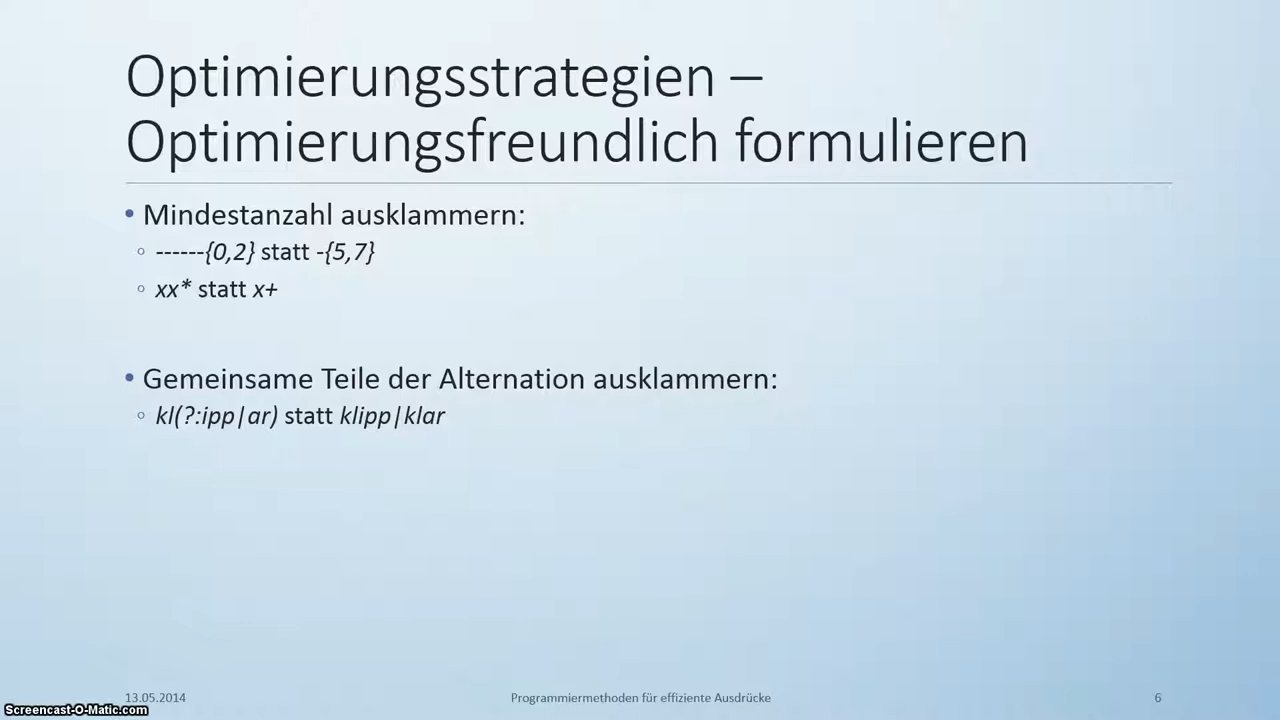 Optimierungsstrategien –
Optimierungsfreundlich formulieren
• Mindestanzahl ausklammern:
◦ ------{0,2} statt -{5,7}
◦ xx* statt x+
• Gemeinsame Teile der Alternation ausklammern:
◦ kl(?:ipp|ar) statt klipp|klar
13.05.2014 Programmiermethoden für effiziente Ausdrücke 6
Screencast-O-Matic.com